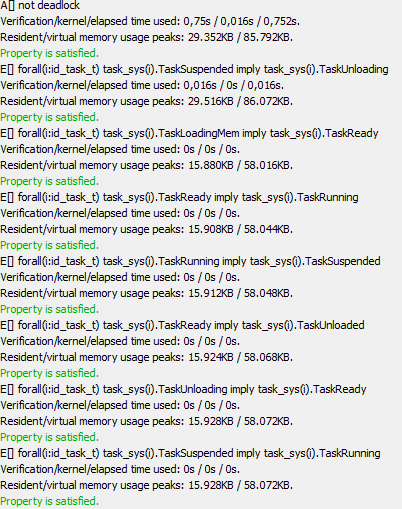 A[] not deadlock
Verification/kernel/elapsed time used: 0,75s / 0,016s / 0,752s.
Resident/virtual memory usage peaks: 29.352KB / 85.792KB.
Property is satisfied.
E[] forall(i:id_task_t) task_sys(i).TaskSuspended imply task_sys(i).TaskUnloading
Verification/kernel/elapsed time used: 0,016s / 0s / 0,016s.
Resident/virtual memory usage peaks: 29.516KB / 86.072KB.
Property is satisfied.
E[] forall(i:id_task_t) task_sys(i).TaskLoadingMem imply task_sys(i).TaskReady
Verification/kernel/elapsed time used: 0s / 0s / 0s.
Resident/virtual memory usage peaks: 15.880KB / 58.016KB.
Property is satisfied.
E[] forall(i:id_task_t) task_sys(i).TaskReady imply task_sys(i).TaskRunning
Verification/kernel/elapsed time used: 0s / 0s / 0s.
Resident/virtual memory usage peaks: 15.908KB / 58.044KB.
Property is satisfied.
E[] forall(i:id_task_t) task_sys(i).TaskRunning imply task_sys(i).TaskSuspended
Verification/kernel/elapsed time used: 0s / 0s / 0s.
Resident/virtual memory usage peaks: 15.912KB / 58.048KB.
Property is satisfied.
E[] forall(i:id_task_t) task_sys(i).TaskReady imply task_sys(i).TaskUnloaded
Verification/kernel/elapsed time used: 0s / 0s / 0s.
Resident/virtual memory usage peaks: 15.924KB / 58.068KB.
Property is satisfied.
E[] forall(i:id_task_t) task_sys(i).TaskUnloading imply task_sys(i).TaskReady
Verification/kernel/elapsed time used: 0s / 0s / 0s.
Resident/virtual memory usage peaks: 15.928KB / 58.072KB.
Property is satisfied.
E[] forall(i:id_task_t) task_sys(i).TaskSuspended imply task_sys(i).TaskRunning
Verification/kernel/elapsed time used: 0s / 0s / 0s.
Resident/virtual memory usage peaks: 15.928KB / 58.072KB.
Property is satisfied.